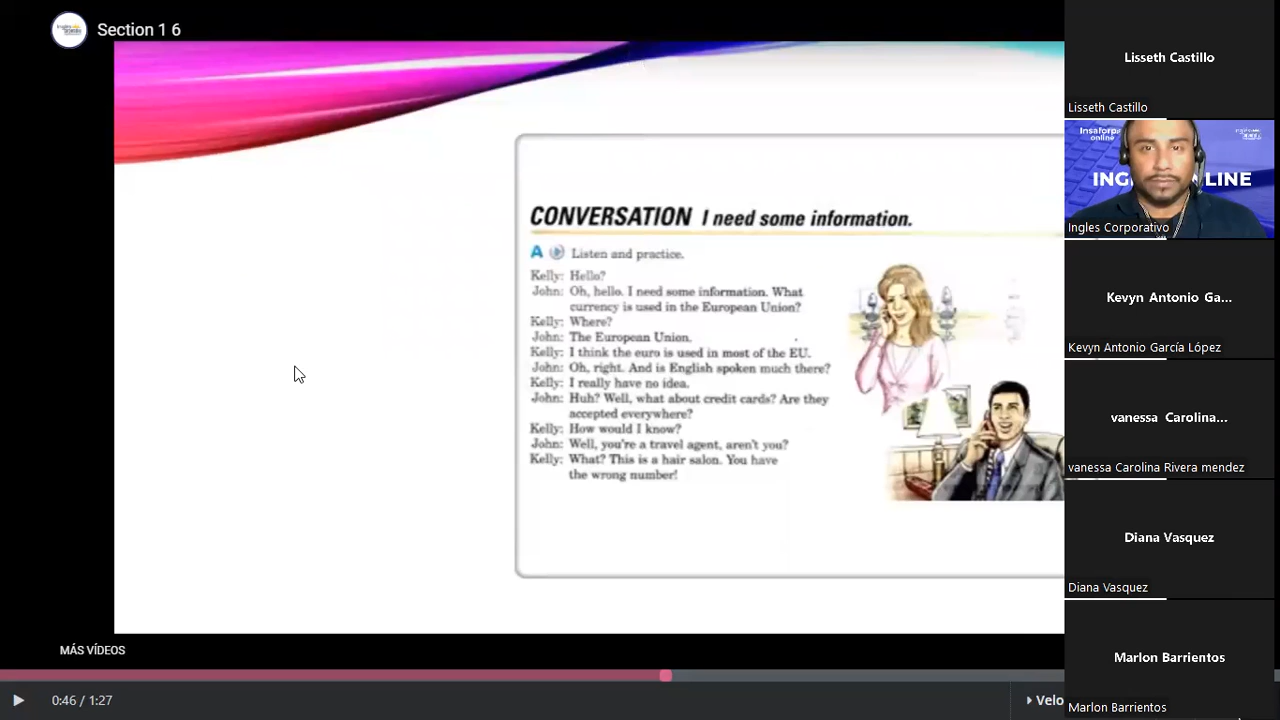 Section 1 6
CONVERSATION I need some information.
A Listen and practice.
Kelly: Hello?
John: Oh, hello. I need some information. What
currency is used in the European Union?
Kelly: Where?
John: The European Union.
Kelly: I think the euro is used in most of the EU.
John: Oh, right. And is English spoken much there?
Kelly: I really have no idea.
John: Huh? Well, what about credit cards? Are they
accepted everywhere?
Kelly: How would I know?
John: Well, you're a travel agent, aren't you?
Kelly: What? This is a hair salon. You have
the wrong number!
MÁS VÍDEOS
0:46 / 1:27
Velo
Lisseth Castillo
Lisseth Castillo
Insaforp
online
ING LINE
Ingles Corporativo
Kevyn Antonio Ga...
Kevyn Antonio García López
vanessa Carolina...
vanessa Carolina Rivera mendez
Diana Vasquez
Diana Vasquez
Marlon Barrientos
Marlon Barrientos